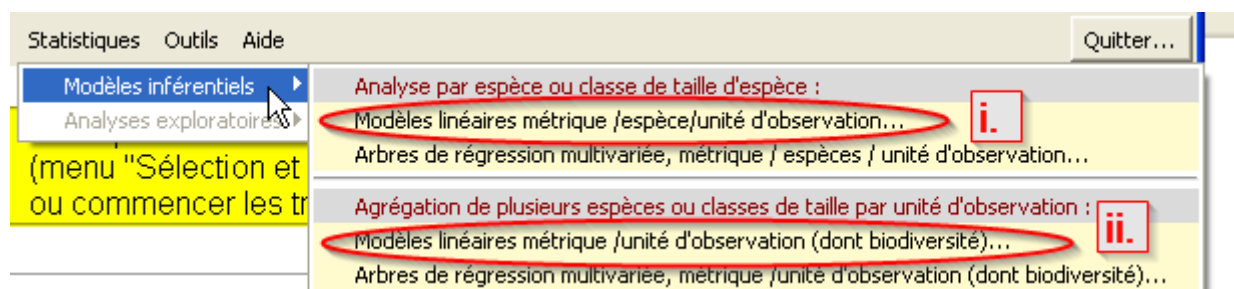 Statistiques Outils Aide Quitter...
Modèles inférentiels
Analyses exploratoires
Analyse par espèce ou classe de taille d'espèce :
Modèles linéaires métrique /espèce/unité d'observation...
i.
Arbres de régression multivariée, métrique / espèces / unité d'observation...
Agrégation de plusieurs espèces ou classes de taille par unité d'observation :
Modèles linéaires métrique /unité d'observation (dont biodiversité)...
ii.
Arbres de régression multivariée, métrique /unité d'observation (dont biodiversité)...
(menu "Sélection et
ou commencer les tr